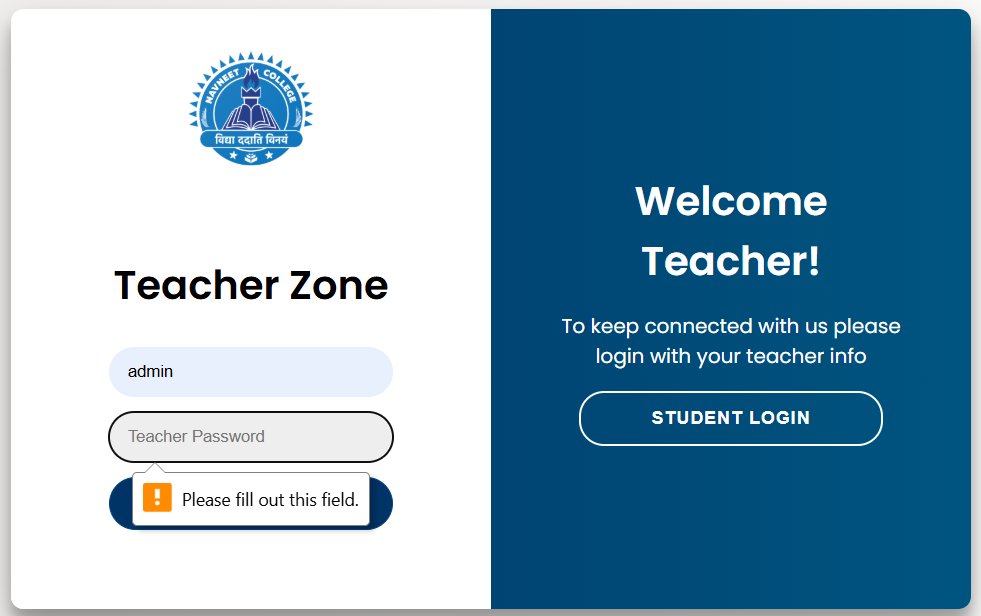 NAVNEET COLLEGE
विद्या ददाति विनयं
Teacher Zone
admin
Teacher Password
Please fill out this field.
Welcome
Teacher!
To keep connected with us please
login with your teacher info
STUDENT LOGIN